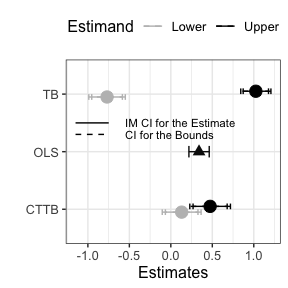 Estimand Lower Upper
TB
IM CI for the Estimate
CI for the Bounds
OLS
CTTB
-1.0 -0.5 0.0 0.5 1.0
Estimates